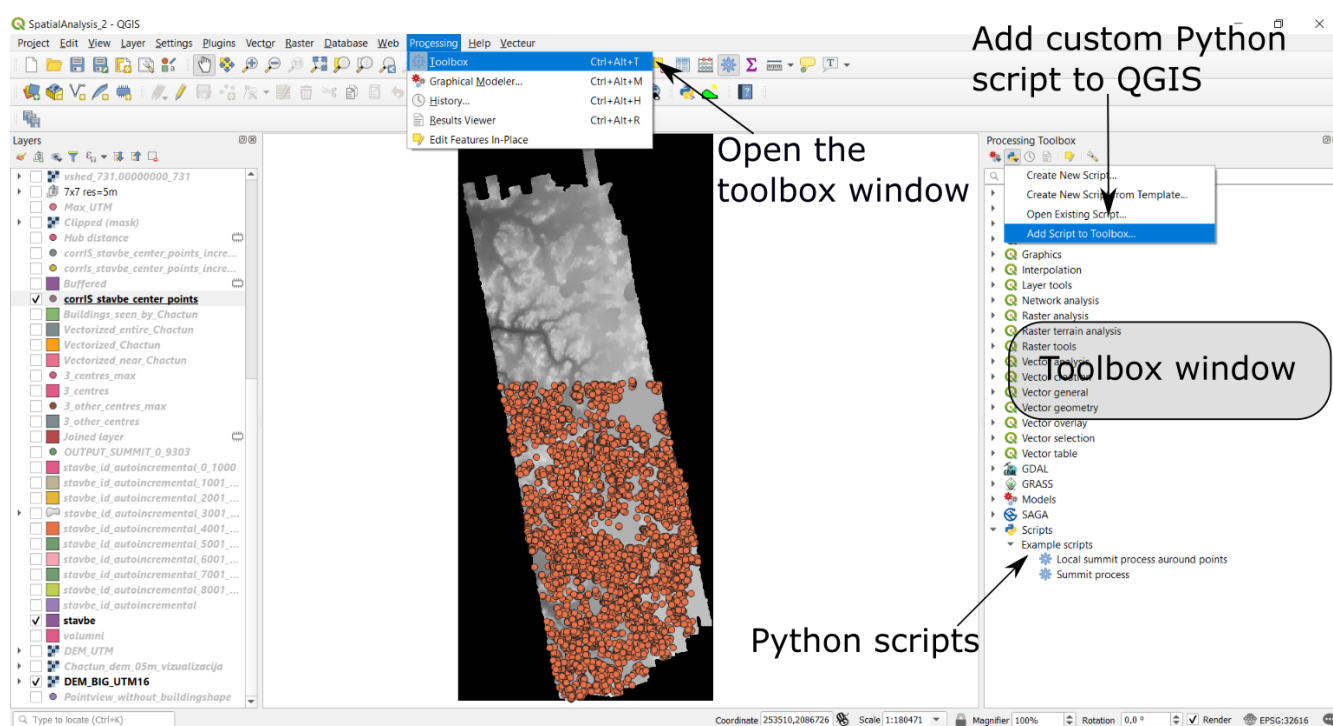 SpatialAnalysis_2 - QGIS
Project Edit View Layer Settings Plugins Vector Raster Database Web Processing Help Vecteur
Add custom Python
script to QGIS
Toolbox Ctrl+Alt+T
Graphical Modeler... Ctrl+Alt+M
History... Ctrl+Alt+H
Results Viewer Ctrl+Alt+R
Edit Features In-Place
Open the
toolbox window
Layers
vshed_731.00000000_731
7x7 res=5m
Max_UTM
Clipped (mask)
Hub distance
corrIS_stavbe_center_points_incre...
corrIs_stavbe_center_points_incre...
Buffered
corrIS_stavbe_center_points
Buildings_seen_by_Chactun
Vectorized_entire_Chactun
Vectorized_Chactun
Vectorized_near_Chactun
3_centres_max
3_centres
3_other_centres_max
3_other_centres
Joined layer
OUTPUT_SUMMIT_0_9303
stavbe_id_autoincremental_0_1000
stavbe_id_autoincremental_1001_...
stavbe_id_autoincremental_2001_...
stavbe_id_autoincremental_3001_...
stavbe_id_autoincremental_4001_...
stavbe_id_autoincremental_5001_...
stavbe_id_autoincremental_6001_...
stavbe_id_autoincremental_7001_...
stavbe_id_autoincremental_8001_...
stavbe_id_autoincremental
stavbe
volumni
DEM_UTM
Chactun_dem_05m_vizualizacija
DEM_BIG_UTM16
Pointview_without_buildingshape
Processing Toolbox
Create New Script...
Create New Script from Template...
Open Existing Script...
Add Script to Toolbox...
Graphics
Interpolation
Layer tools
Network analysis
Raster analysis
Raster terrain analysis
Raster tools
Vector analysis
Toolbox window
Vector creation
Vector general
Vector geometry
Vector overlay
Vector selection
Vector table
GDAL
GRASS
Models
SAGA
Scripts
Example scripts
Local summit process auround points
Summit process
Python scripts
Type to locate (Ctrl+K) Coordinate 253510,2086726 Scale 1:180471 Magnifier 100% Rotation 0,0 ° Render EPSG:32616